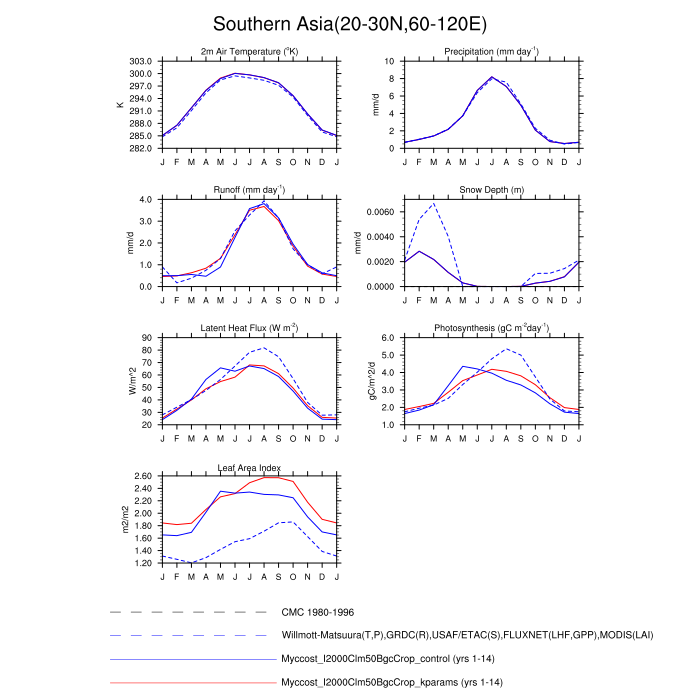 Southern Asia(20-30N,60-120E)
2m Air Temperature (°K)
303.0
300.0
297.0
294.0
291.0
288.0
285.0
282.0
K
J F M A M J J A S O N D J
Precipitation (mm day-1)
10
8
6
4
2
0
mm/d
J F M A M J J A S O N D J
Runoff (mm day-1)
4.0
3.0
2.0
1.0
0.0
mm/d
J F M A M J J A S O N D J
Snow Depth (m)
0.0060
0.0020
0.0000
J F M A M J J A S O N D J
Latent Heat Flux (W m-2)
90
80
70
60
50
40
30
20
W/m^2
J F M A M J J A S O N D J
Photosynthesis (gC m-2day-1)
6.0
5.0
4.0
3.0
2.0
1.0
gC/m^2/d
J F M A M J J A S O N D J
Leaf Area Index
2.60
2.40
2.20
2.00
1.80
1.60
1.40
1.20
m2/m2
J F M A M J J A S O N D J
CMC 1980-1996
Willmott-Matsuura(T,P),GRDC(R),USAF/ETAC(S),FLUXNET(LHF,GPP),MODIS(LAI)
Myccost_I2000Clm50BgcCrop_control (yrs 1-14)
Myccost_I2000Clm50BgcCrop_kparams (yrs 1-14)